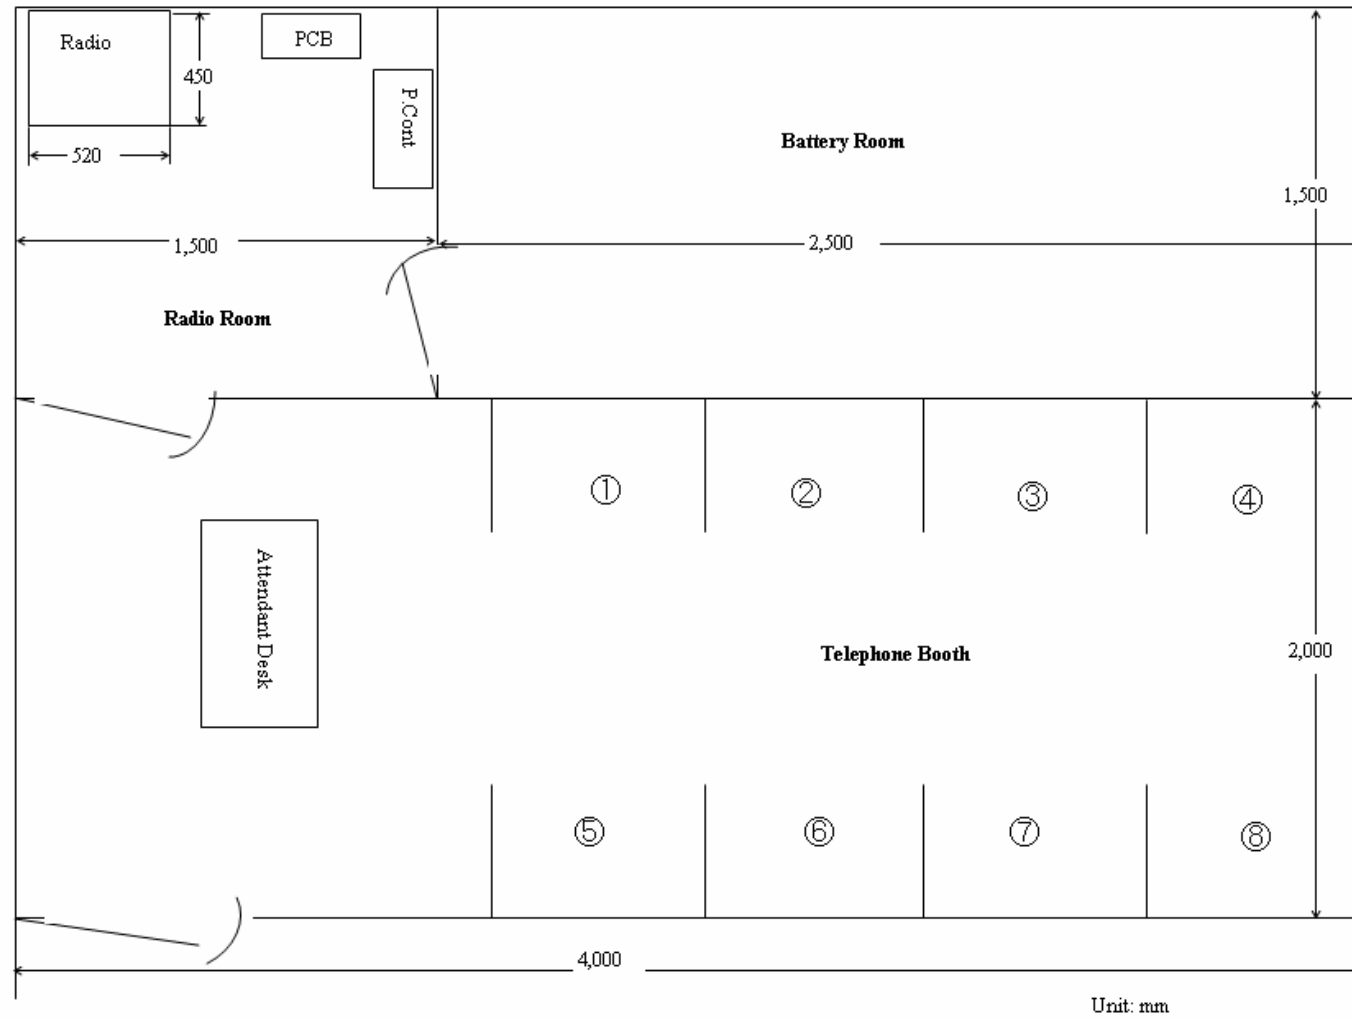 Radio
PCB
450
P.Cont
520
Battery Room
1,500
1,500
2,500
Radio Room
①
②
③
④
Attendant Desk
Telephone Booth
2,000
⑤
⑥
⑦
⑧
4,000
Unit: mm